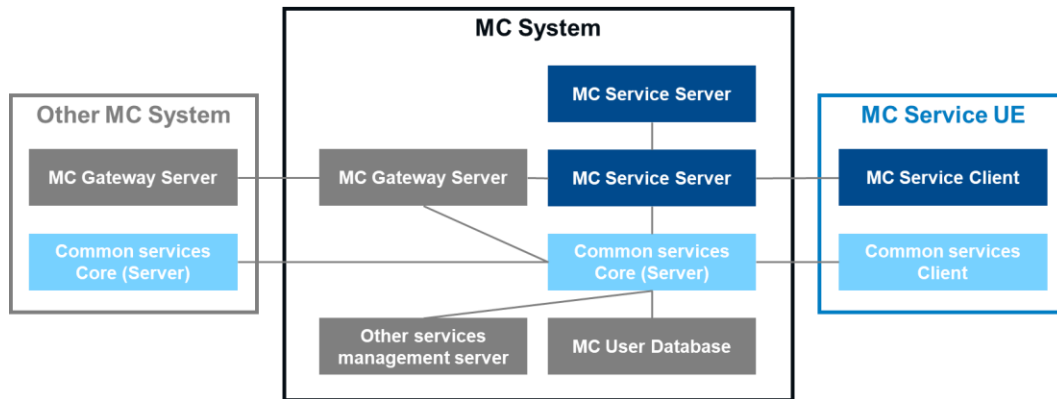 MC System
MC Service Server
Other MC System
MC Service UE
MC Gateway Server
MC Gateway Server
MC Service Server
MC Service Client
Common services
Core (Server)
Common services
Core (Server)
Common services
Client
Other services
management server
MC User Database